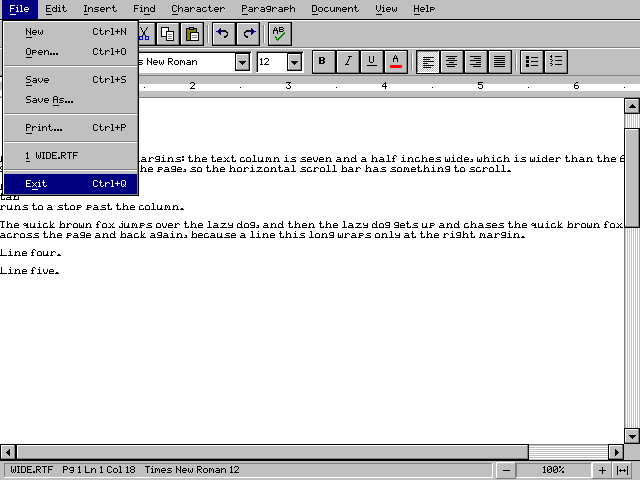 File Edit Insert Find Character Paragraph Document View Help
New Ctrl+N
Open... Ctrl+O
Save Ctrl+S
Save As...
Print... Ctrl+P
1 WIDE.RTF
Exit Ctrl+Q
New Roman 12 B I U A
2 3 4 5 6
margins: the text column is seven and a half inches wide, which is wider than the 6
the page, so the horizontal scroll bar has something to scroll.
tab
runs to a stop past the column.
The quick brown fox jumps over the lazy dog, and then the lazy dog gets up and chases the quick brown fox
across the page and back again, because a line this long wraps only at the right margin.
Line four.
Line five.
WIDE.RTF Pg 1 Ln 1 Col 18 Times New Roman 12 100%